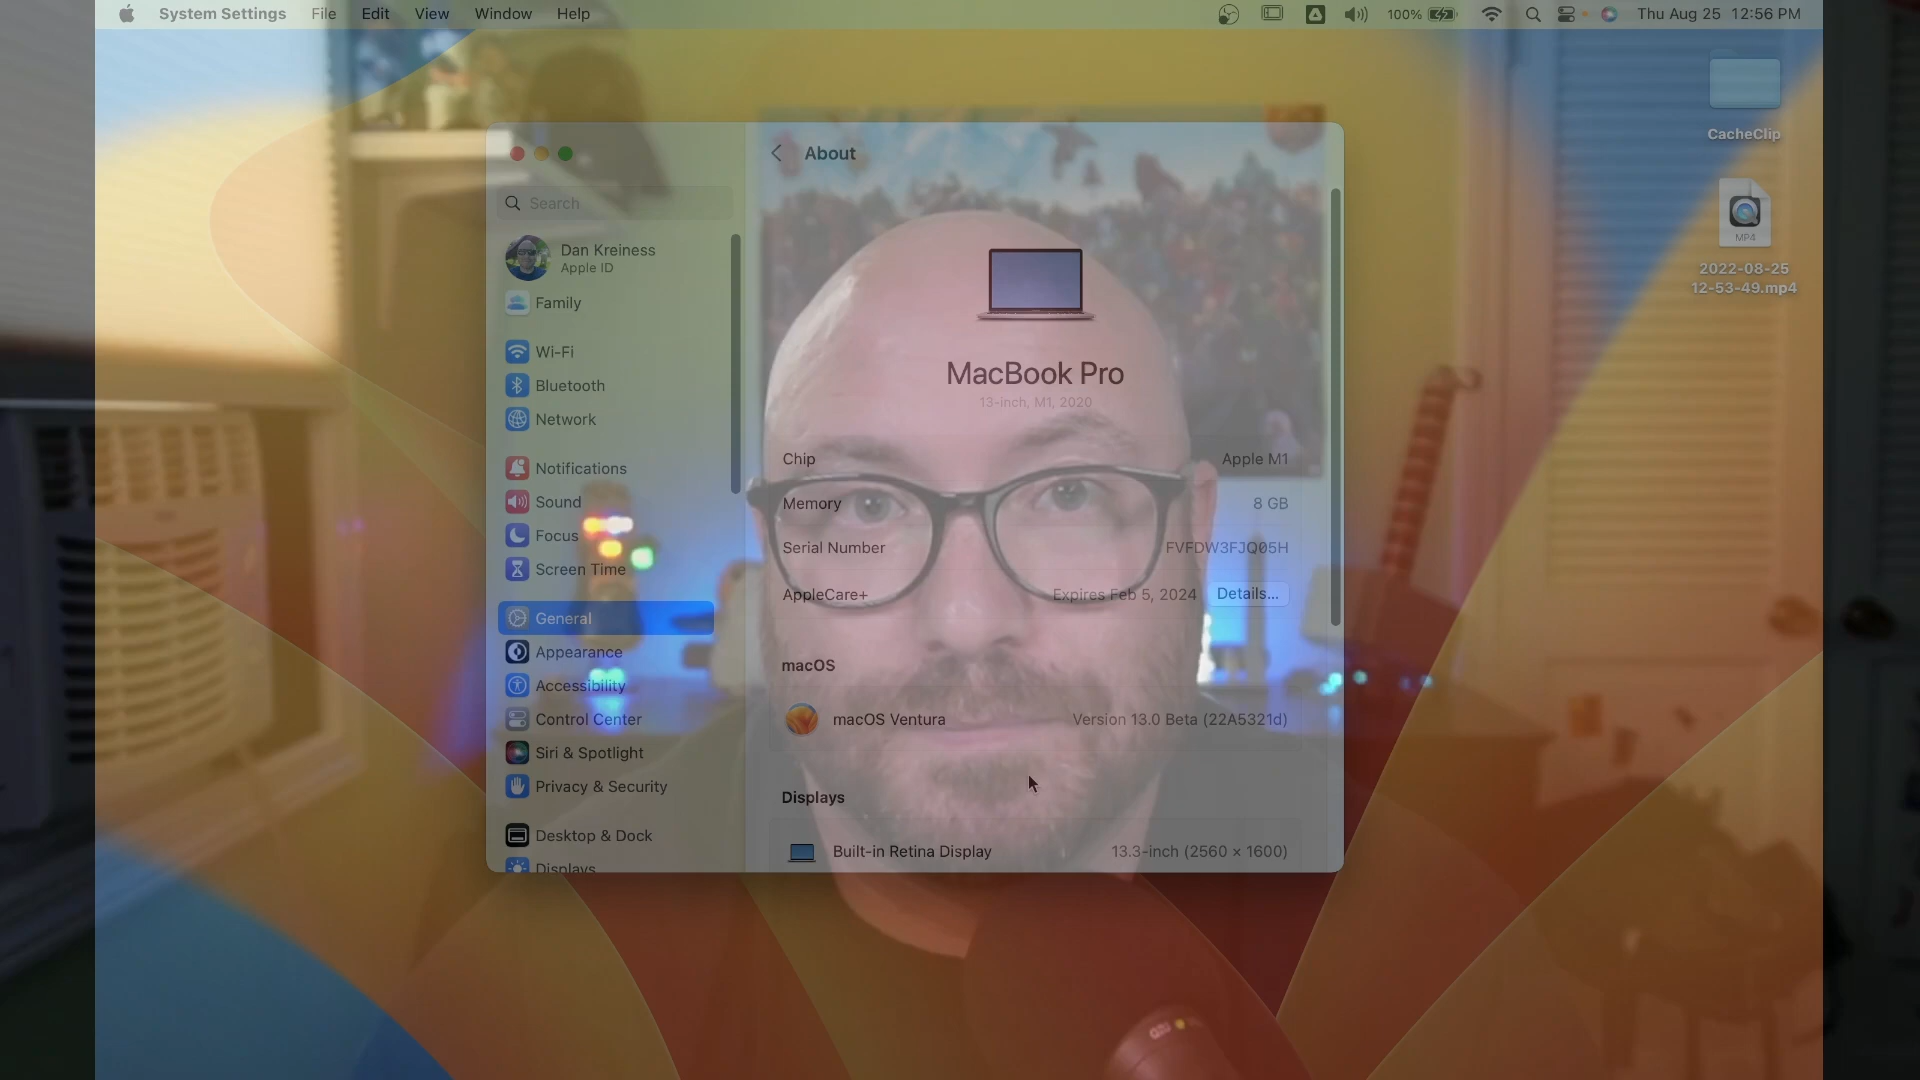 System Settings File Edit View Window Help 100% Thu Aug 25 12:56 PM
CacheClip
MP4
2022-08-25
12-53-49.mp4
Search
Dan Kreiness
Apple ID
Family
Wi-Fi
Bluetooth
Network
Notifications
Sound
Focus
Screen Time
General
Appearance
Accessibility
Control Center
Siri & Spotlight
Privacy & Security
Desktop & Dock
Displays
About
MacBook Pro
13-inch, M1, 2020
Chip Apple M1
Memory 8 GB
Serial Number FVFDW3FJQ05H
AppleCare+ Expires Feb 5, 2024 Details...
macOS
macOS Ventura Version 13.0 Beta (22A5321d)
Displays
Built-in Retina Display 13.3-inch (2560 × 1600)